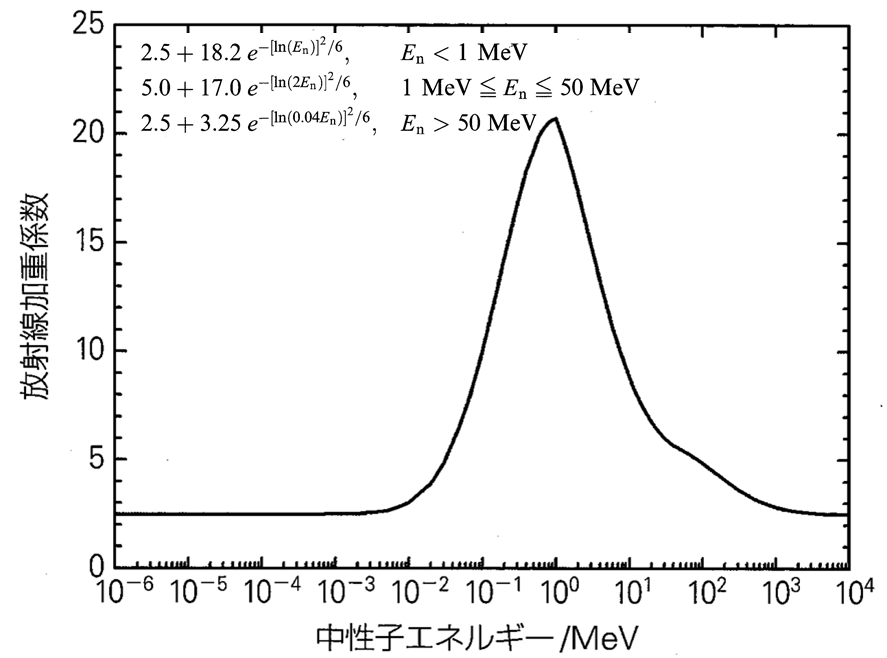 25
2.5 + 18.2 e^{−[ln(E_n)]^2/6}, E_n < 1 MeV
5.0 + 17.0 e^{−[ln(2E_n)]^2/6}, 1 MeV ≦ E_n ≦ 50 MeV
2.5 + 3.25 e^{−[ln(0.04E_n)]^2/6}, E_n > 50 MeV
20
15
10
5
0
放射線加重係数
10^{−6} 10^{−5} 10^{−4} 10^{−3} 10^{−2} 10^{−1} 10^0 10^1 10^2 10^3 10^4
中性子エネルギー/MeV